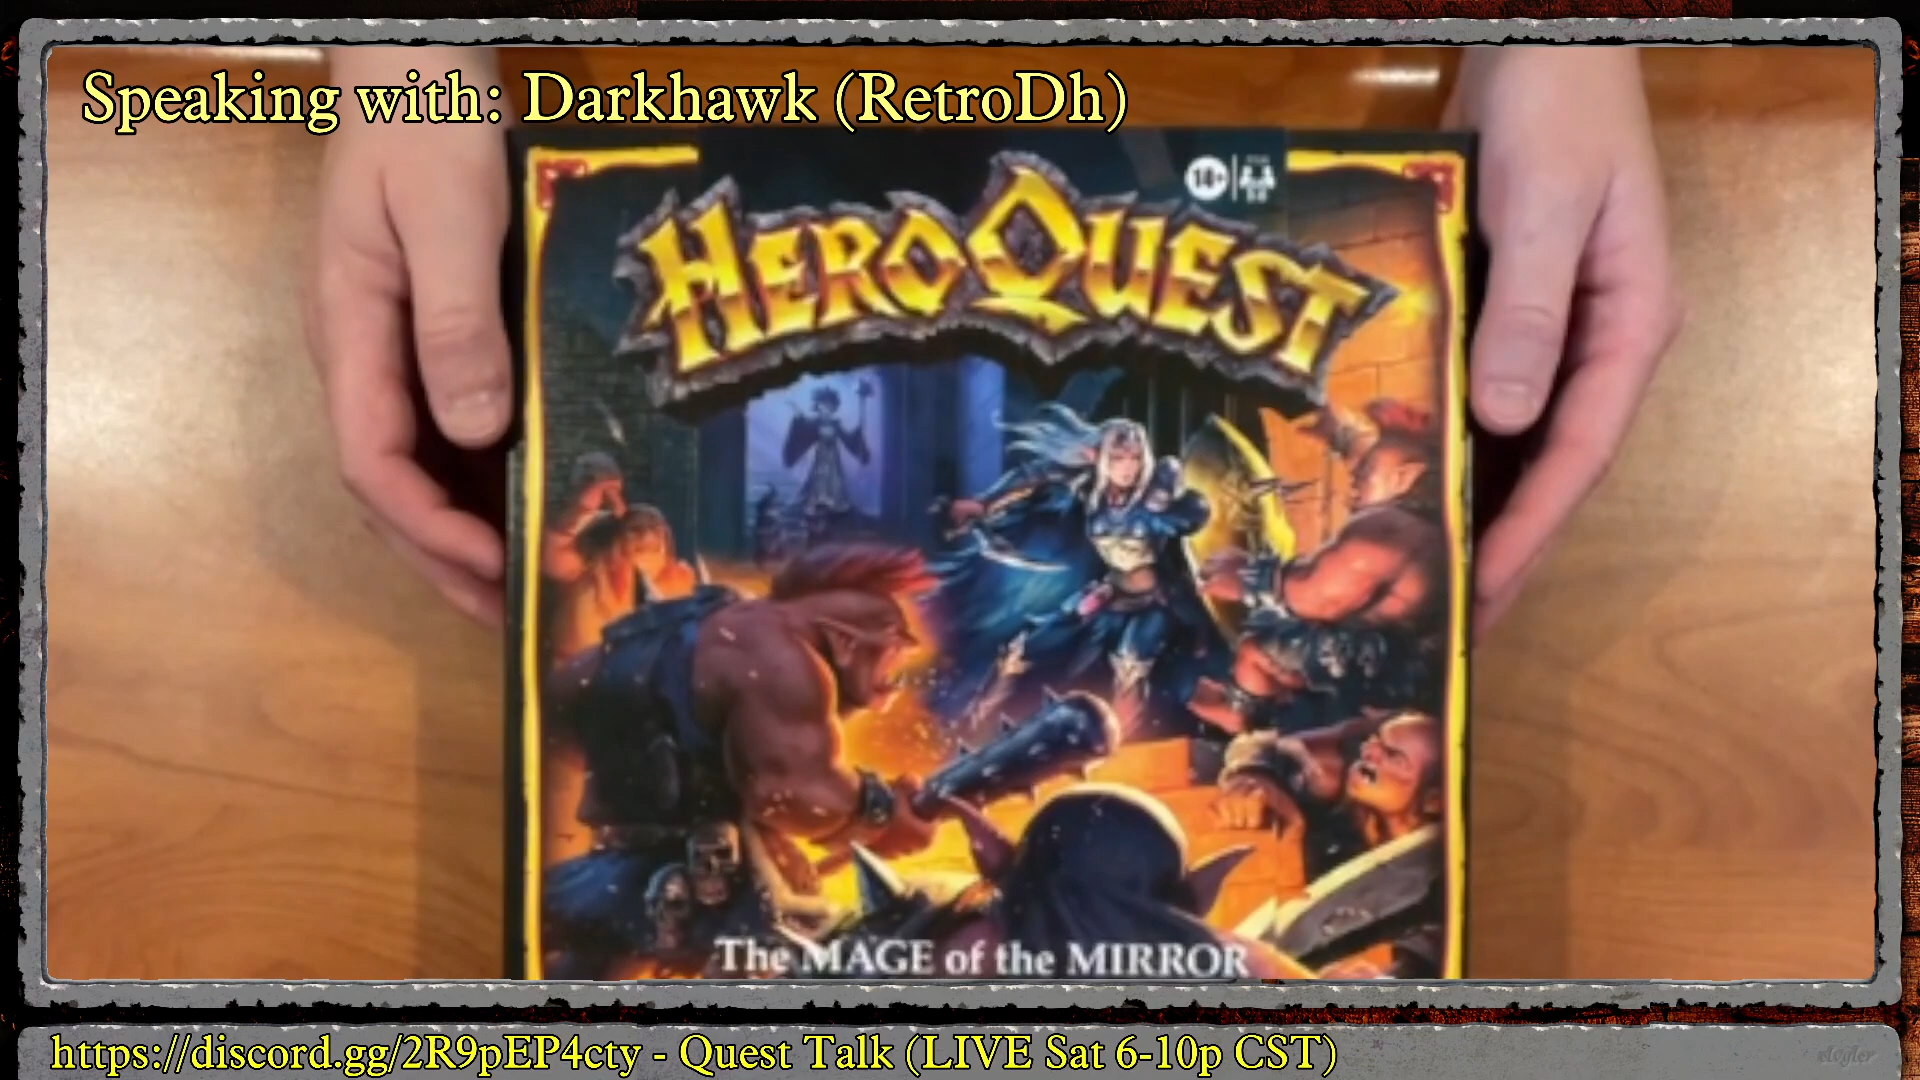 Speaking with: Darkhawk (RetroDh)
14+
HEROQUEST
The MAGE of the MIRROR
https://discord.gg/2R9pEP4cty - Quest Talk (LIVE Sat 6-10p CST)